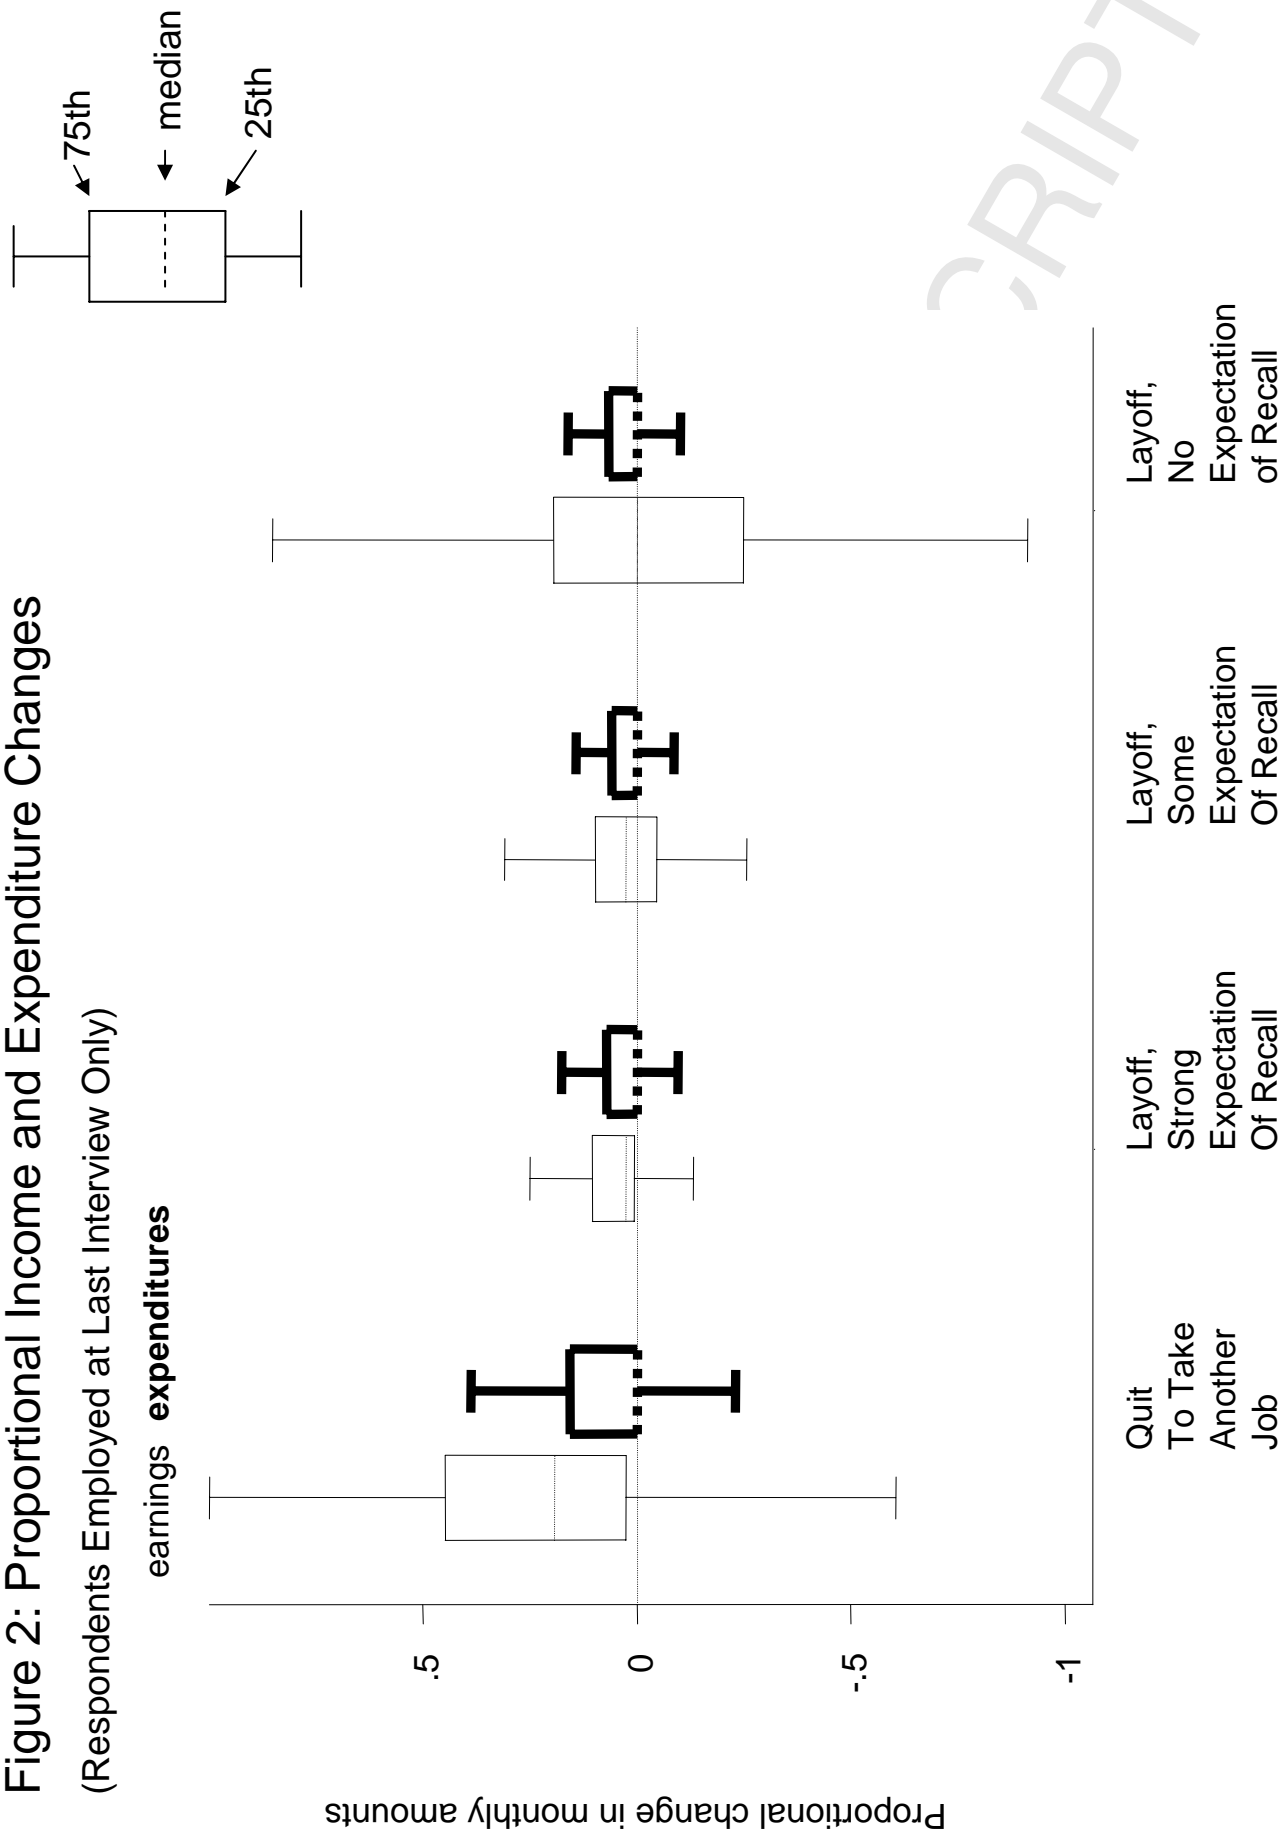 Figure 2: Proportional Income and Expenditure Changes
(Respondents Employed at Last Interview Only)
earnings expenditures
75th
median
25th
Proportional change in monthly amounts
.5
0
-.5
-1
Quit
To Take
Another
Job
Layoff,
Strong
Expectation
Of Recall
Layoff,
Some
Expectation
Of Recall
Layoff,
No
Expectation
of Recall
CRIPT